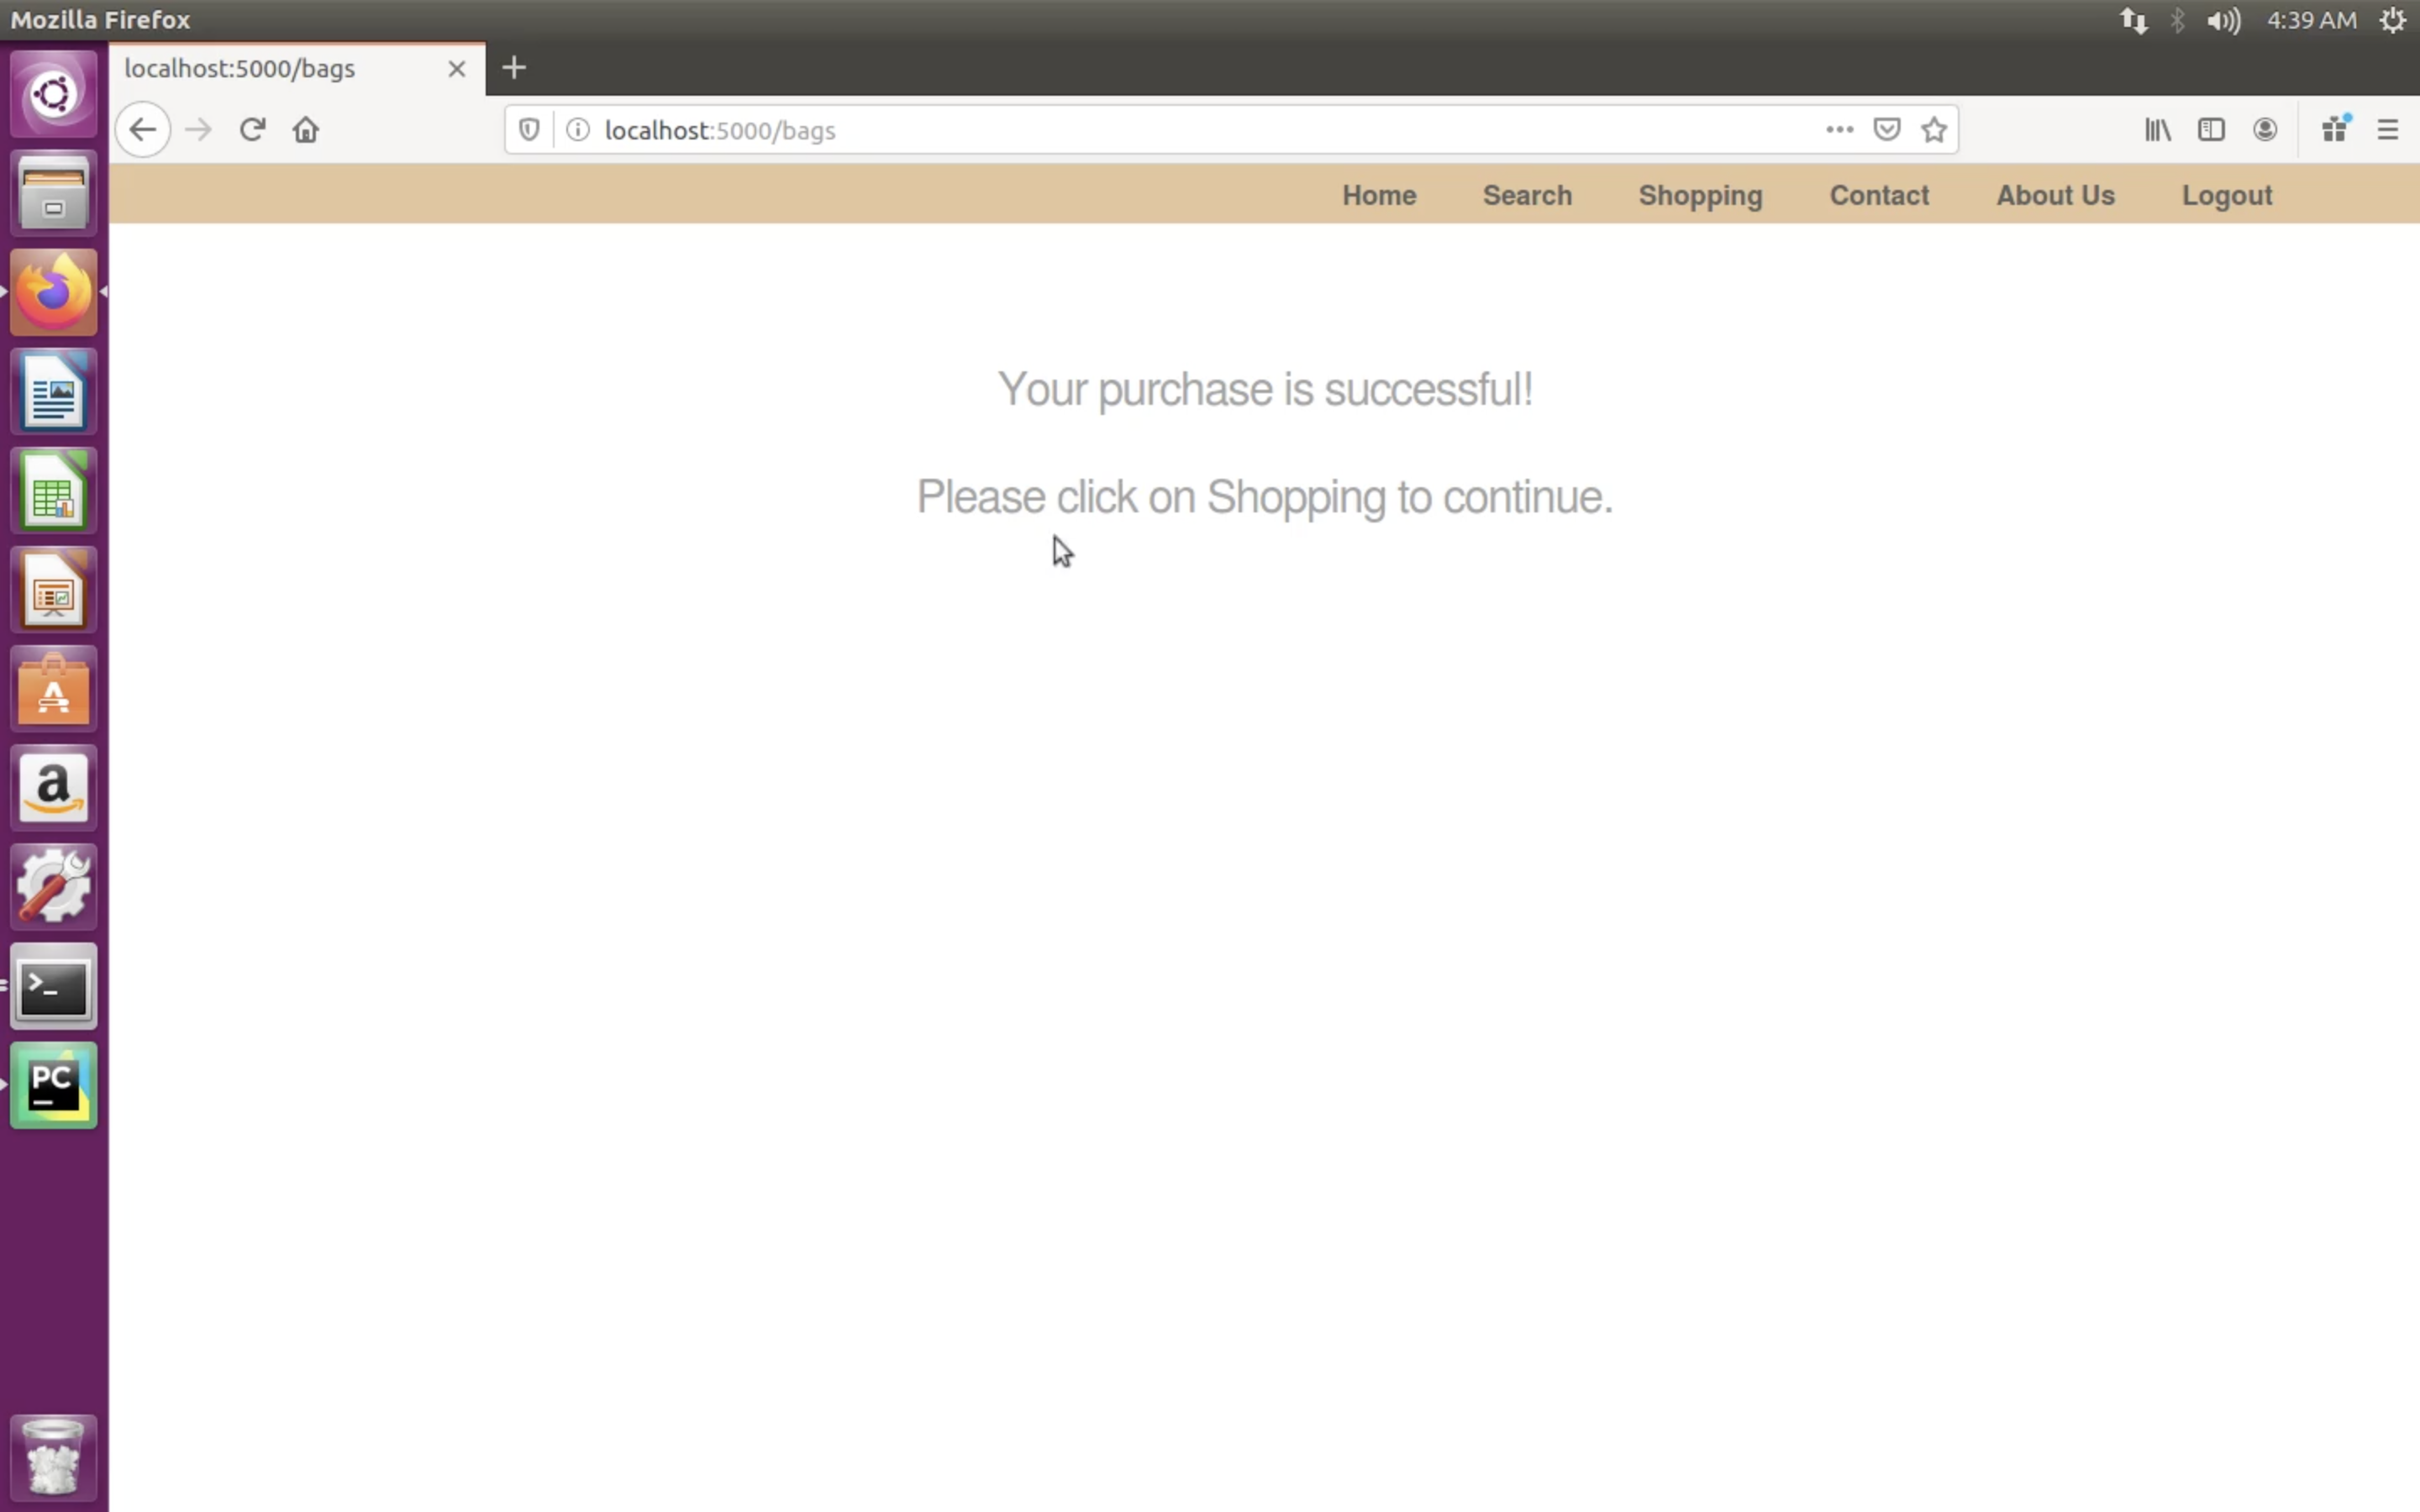 Mozilla Firefox
4:39 AM
localhost:5000/bags
localhost:5000/bags
Home Search Shopping Contact About Us Logout
Your purchase is successful!
Please click on Shopping to continue.
A
a
>_
PC